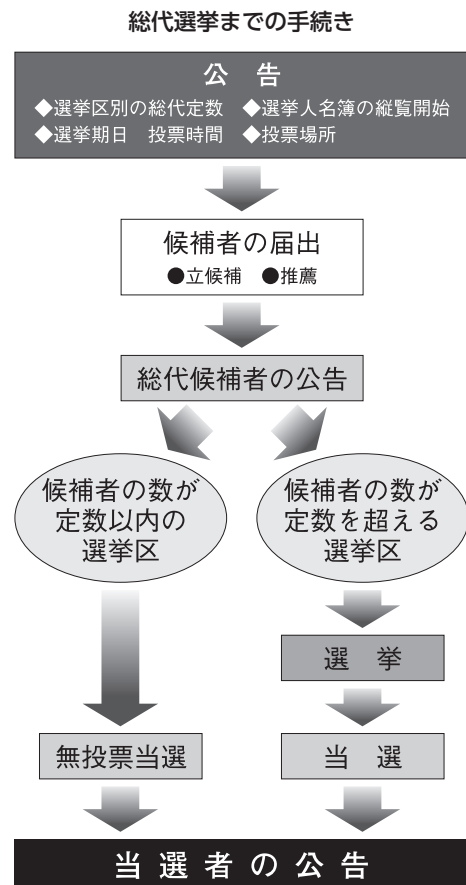 総代選挙までの手続き
公　告
◆選挙区別の総代定数　◆選挙人名簿の縦覧開始
◆選挙期日　投票時間　◆投票場所
候補者の届出
●立候補　●推薦
総代候補者の公告
候補者の数が
定数以内の
選挙区
候補者の数が
定数を超える
選挙区
選　挙
無投票当選
当　選
当選者の公告